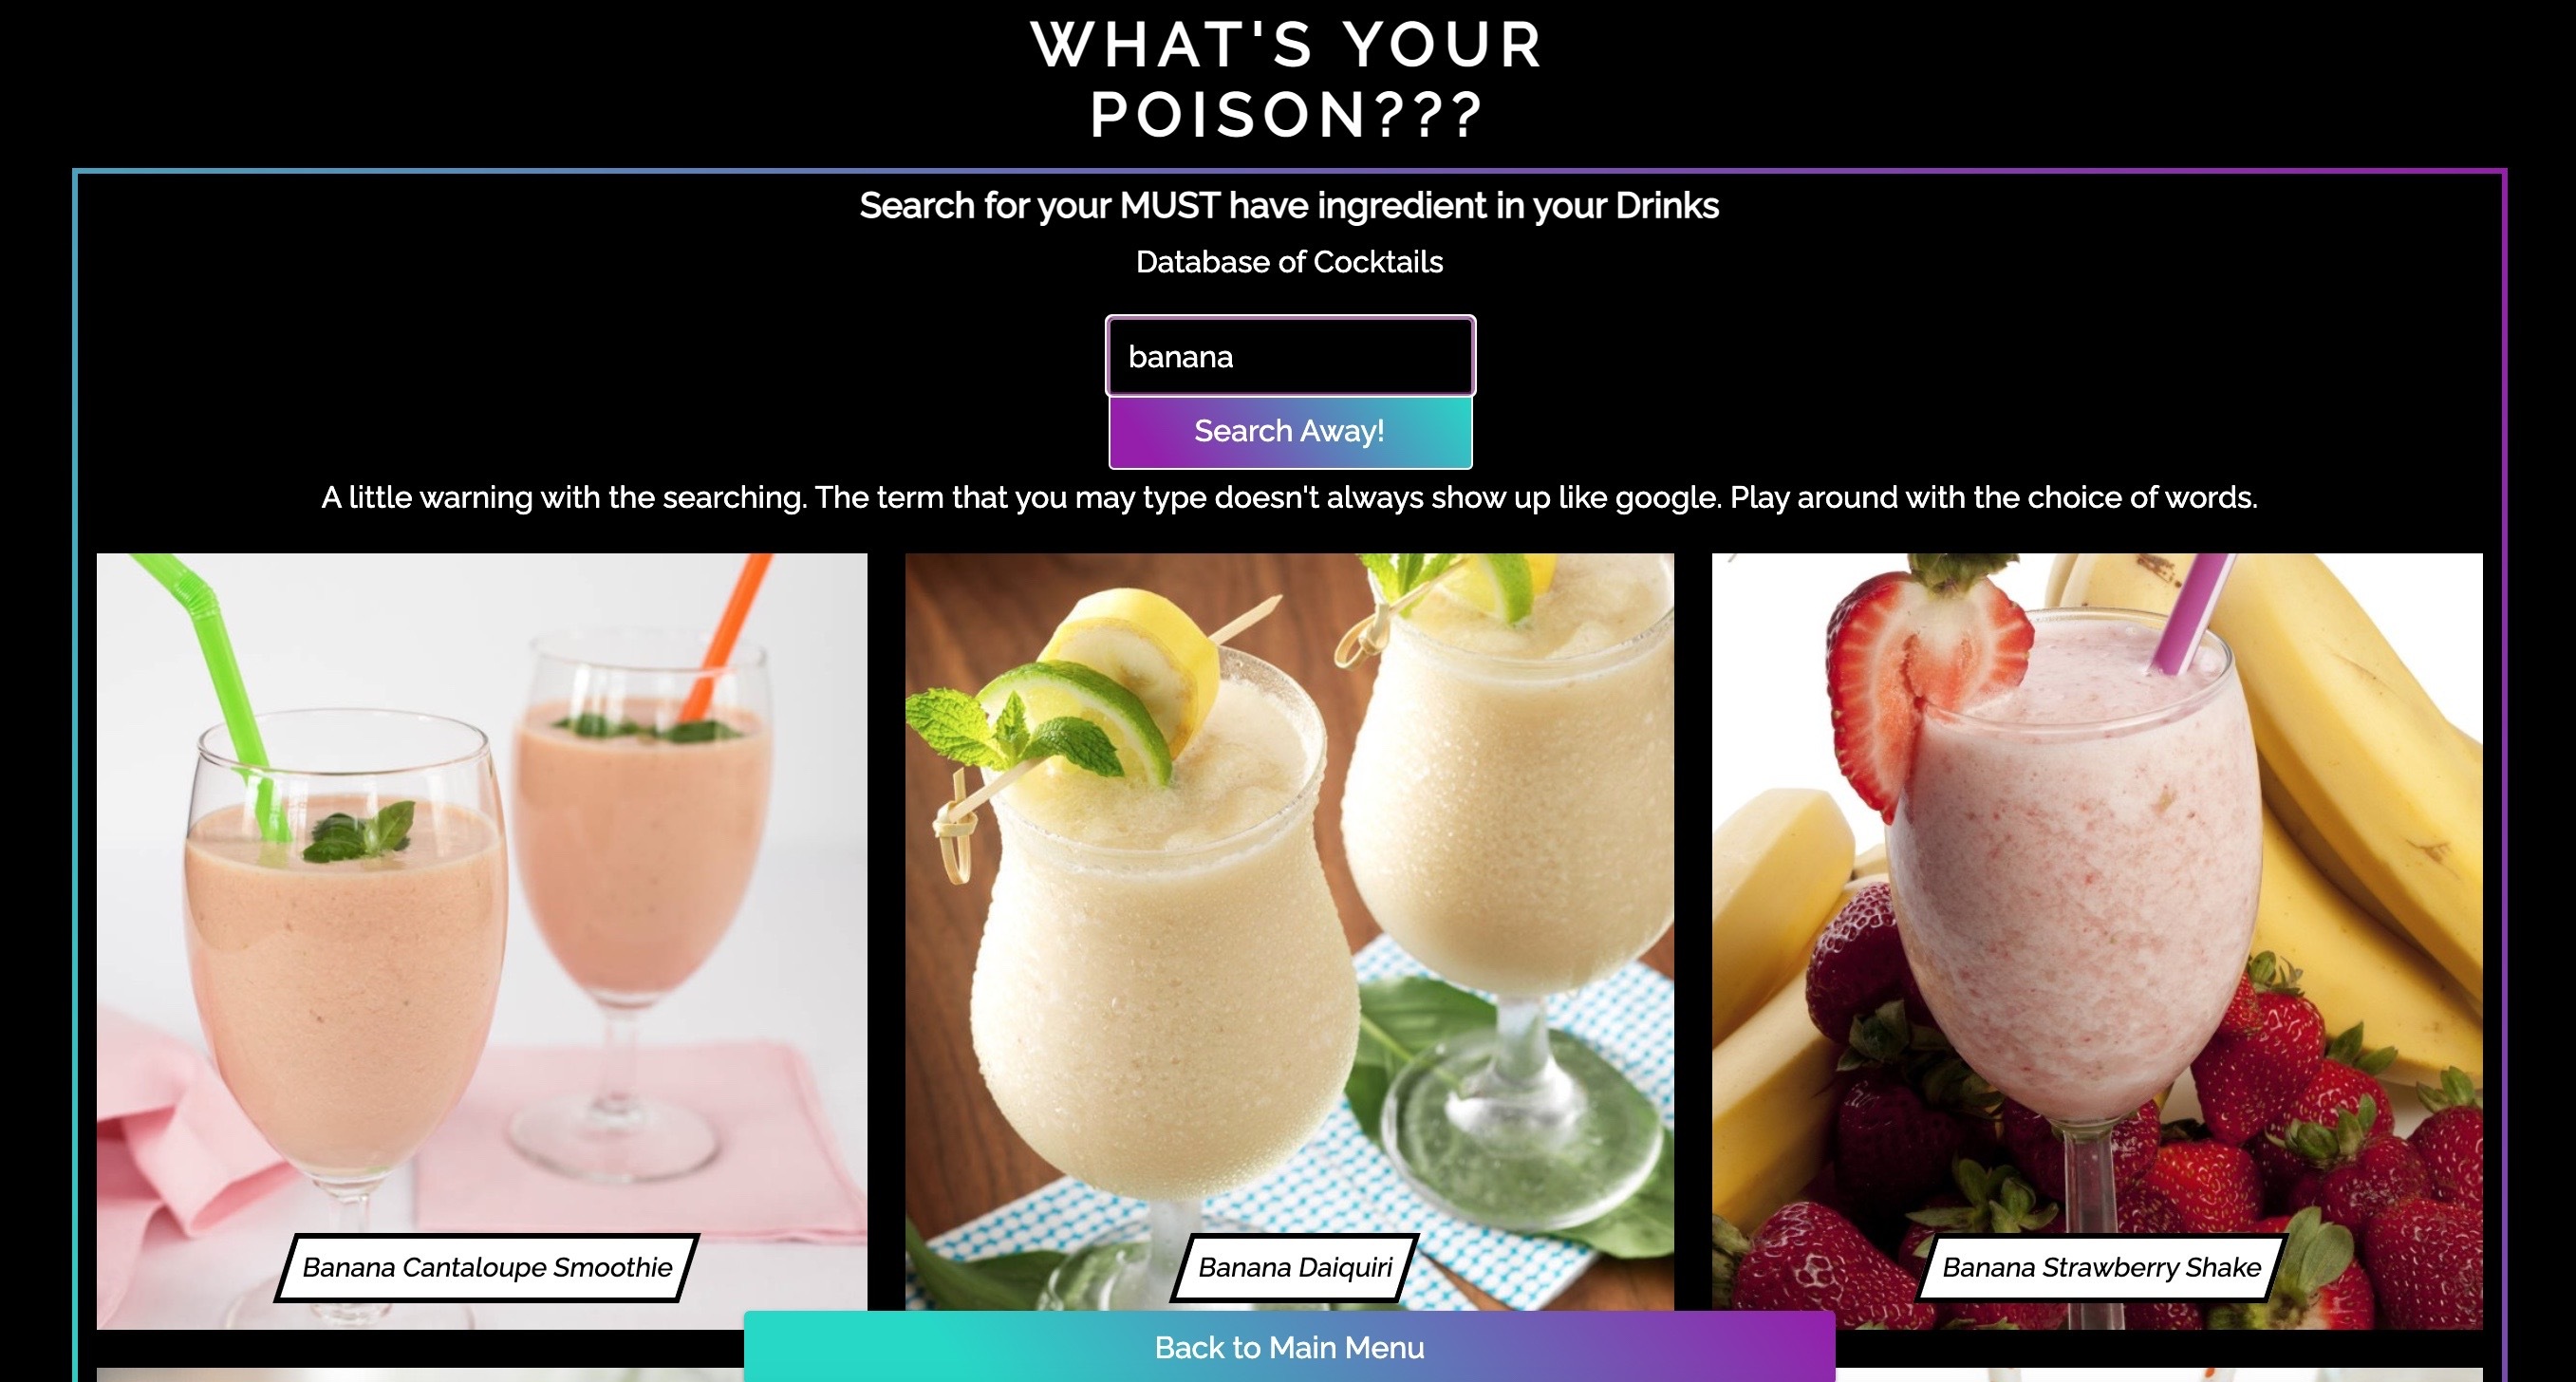 WHAT'S YOUR
POISON???
Search for your MUST have ingredient in your Drinks
Database of Cocktails
banana
Search Away!
A little warning with the searching. The term that you may type doesn't always show up like google. Play around with the choice of words.
Banana Cantaloupe Smoothie
Banana Daiquiri
Banana Strawberry Shake
Back to Main Menu